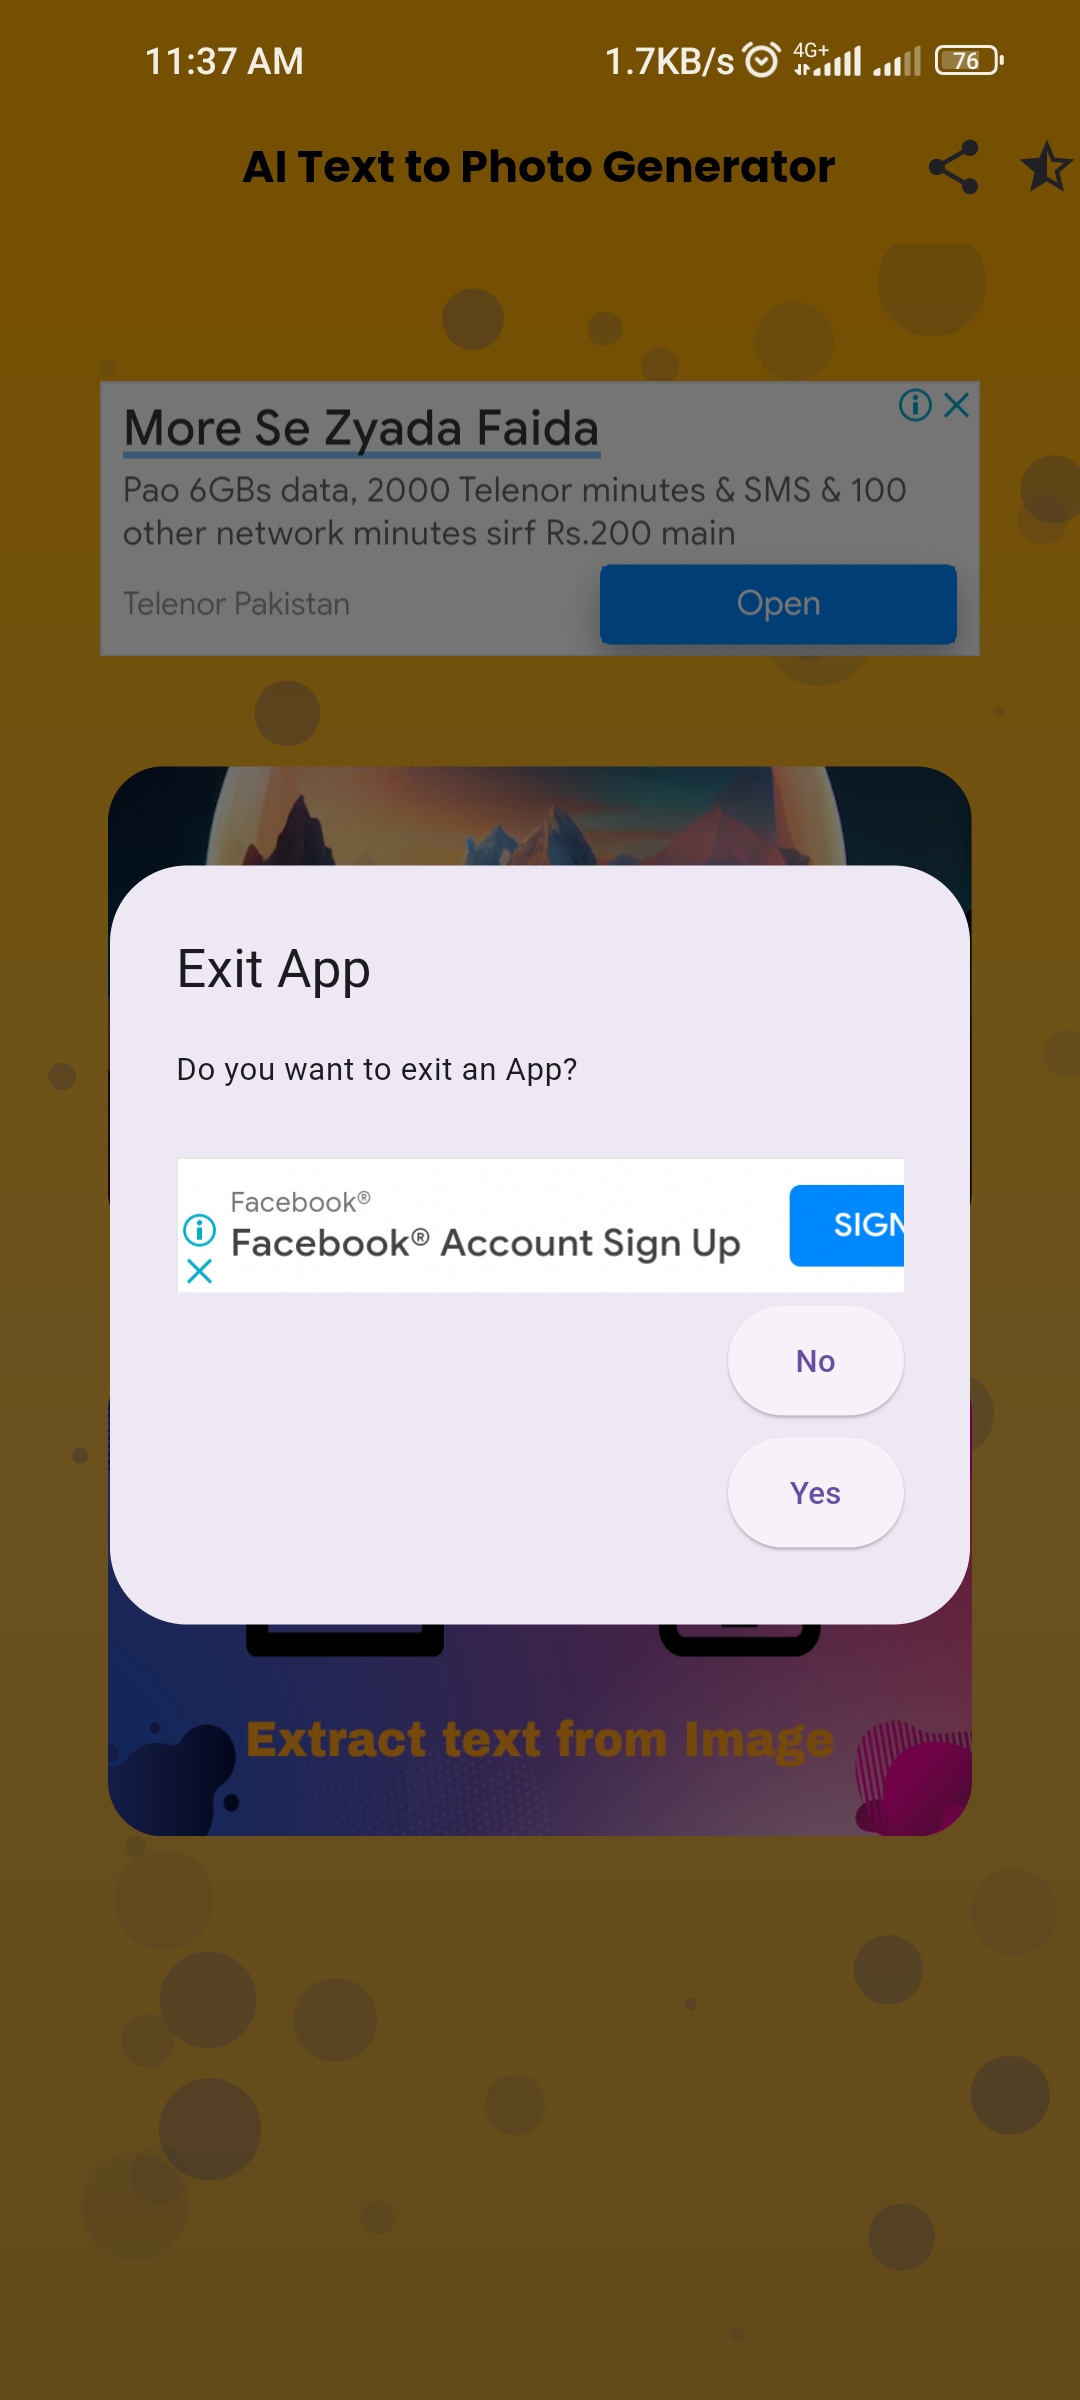 11:37 AM 1.7KB/s 4G+ 76
AI Text to Photo Generator
More Se Zyada Faida
Pao 6GBs data, 2000 Telenor minutes & SMS & 100
other network minutes sirf Rs.200 main
Telenor Pakistan
Open
Exit App
Do you want to exit an App?
Facebook®
Facebook® Account Sign Up
SIGN
No
Yes
Extract text from Image